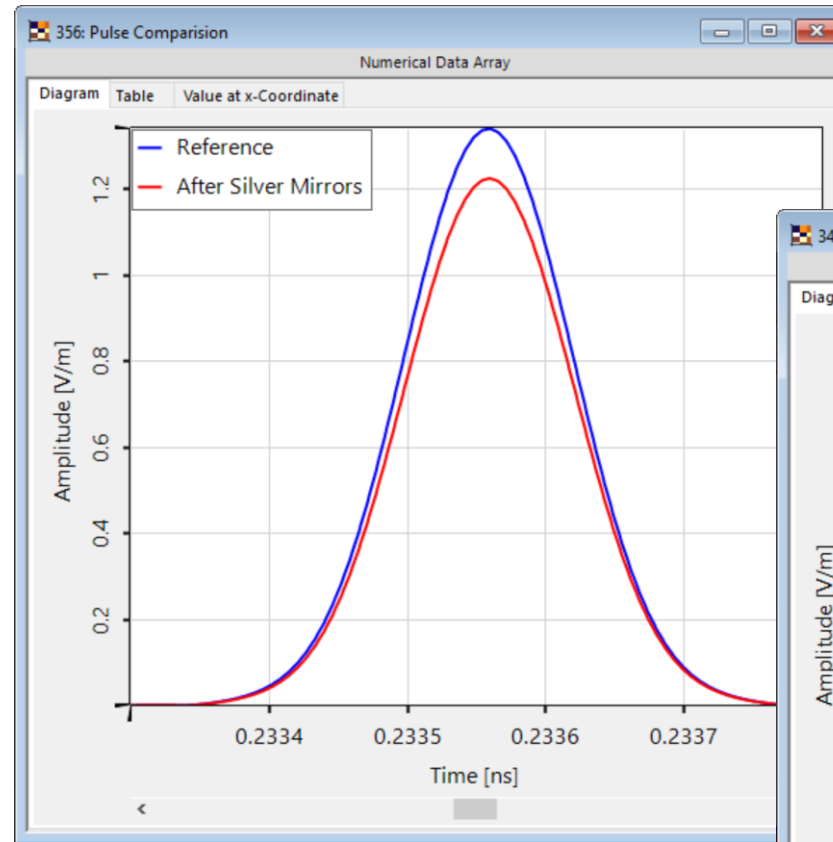 356: Pulse Comparision
Numerical Data Array
Diagram Table Value at x-Coordinate
Reference
After Silver Mirrors
1.2
1
0.8
0.6
0.4
0.2
Amplitude [V/m]
0.2334 0.2335 0.2336 0.2337
Time [ns]
34
Diag
Amplitude [V/m]